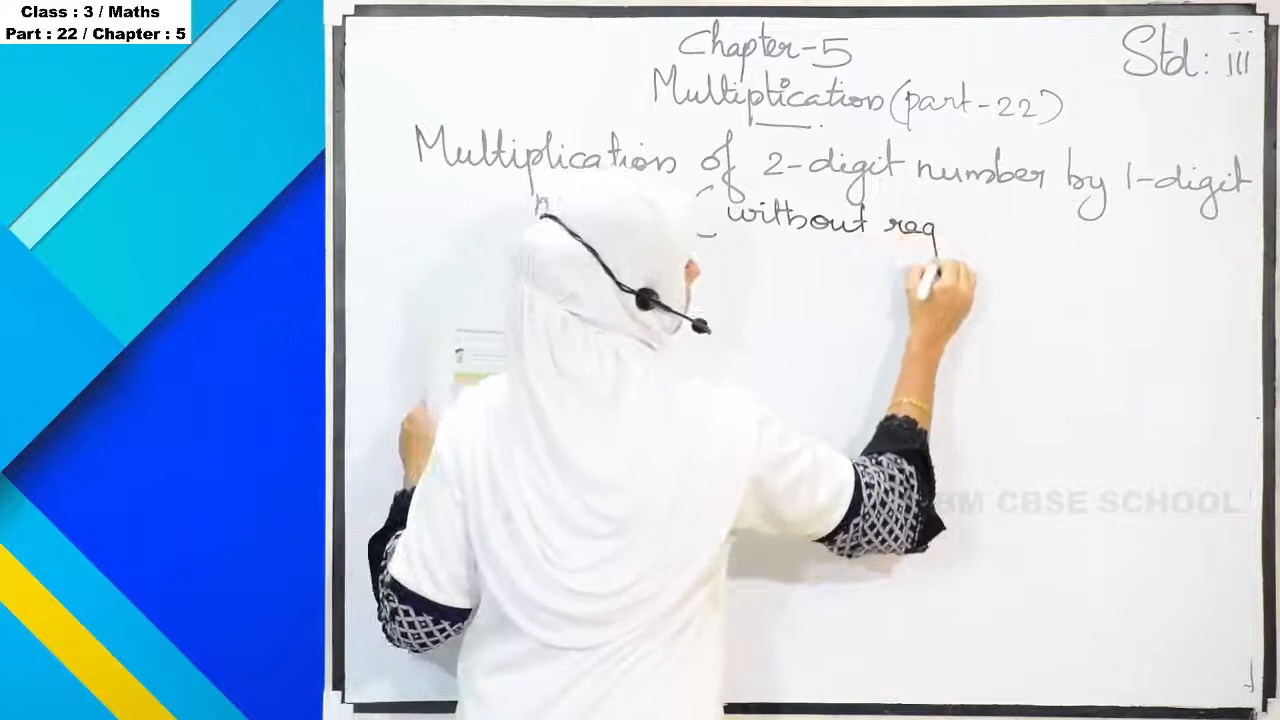 Class : 3 / Maths
Part : 22 / Chapter : 5
Chapter-5
Std: iii
Multiplication (part-22)
Multiplication of 2-digit number by 1-digit
without reg
BM CBSE SCHOOL